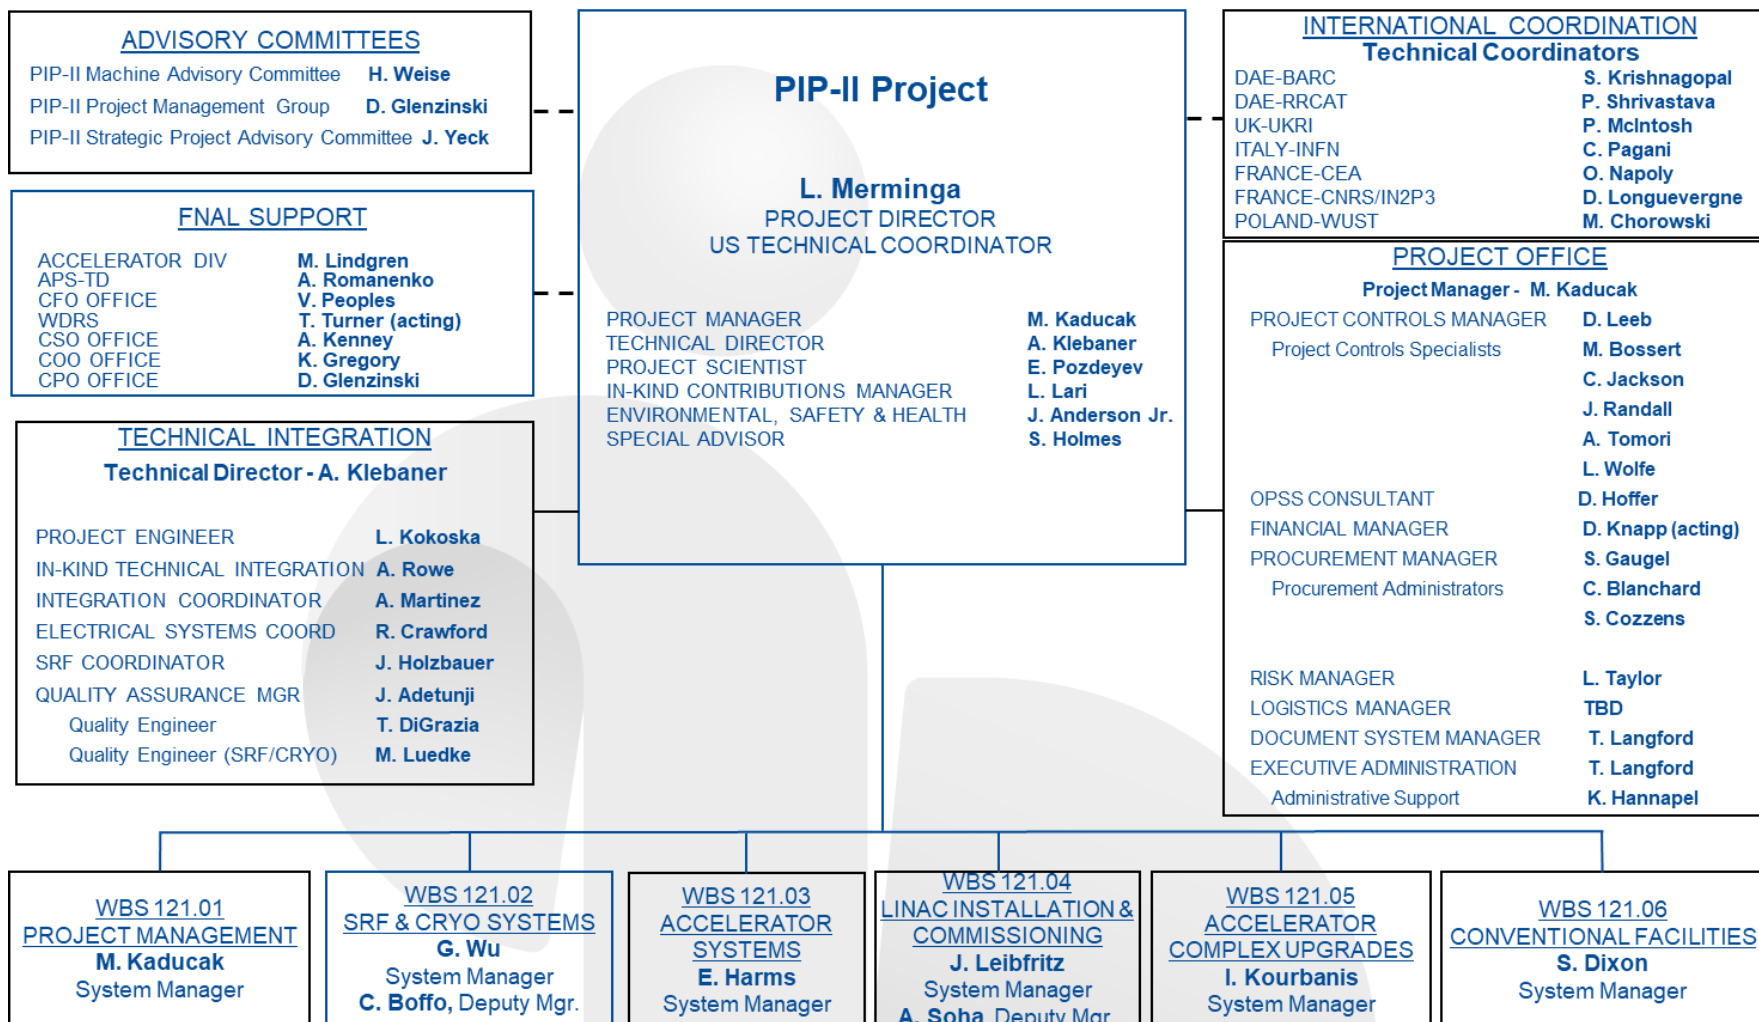 ADVISORY COMMITTEES
PIP-II Machine Advisory Committee H. Weise
PIP-II Project Management Group D. Glenzinski
PIP-II Strategic Project Advisory Committee J. Yeck
FNAL SUPPORT
ACCELERATOR DIV M. Lindgren
APS-TD A. Romanenko
CFO OFFICE V. Peoples
WDRS T. Turner (acting)
CSO OFFICE A. Kenney
COO OFFICE K. Gregory
CPO OFFICE D. Glenzinski
TECHNICAL INTEGRATION
Technical Director - A. Klebaner
PROJECT ENGINEER L. Kokoska
IN-KIND TECHNICAL INTEGRATION A. Rowe
INTEGRATION COORDINATOR A. Martinez
ELECTRICAL SYSTEMS COORD R. Crawford
SRF COORDINATOR J. Holzbauer
QUALITY ASSURANCE MGR J. Adetunji
Quality Engineer T. DiGrazia
Quality Engineer (SRF/CRYO) M. Luedke
PIP-II Project
L. Merminga
PROJECT DIRECTOR
US TECHNICAL COORDINATOR
PROJECT MANAGER M. Kaducak
TECHNICAL DIRECTOR A. Klebaner
PROJECT SCIENTIST E. Pozdeyev
IN-KIND CONTRIBUTIONS MANAGER L. Lari
ENVIRONMENTAL, SAFETY & HEALTH J. Anderson Jr.
SPECIAL ADVISOR S. Holmes
INTERNATIONAL COORDINATION
Technical Coordinators
DAE-BARC S. Krishnagopal
DAE-RRCAT P. Shrivastava
UK-UKRI P. McIntosh
ITALY-INFN C. Pagani
FRANCE-CEA O. Napoly
FRANCE-CNRS/IN2P3 D. Longuevergne
POLAND-WUST M. Chorowski
PROJECT OFFICE
Project Manager - M. Kaducak
PROJECT CONTROLS MANAGER D. Leeb
Project Controls Specialists M. Bossert
C. Jackson
J. Randall
A. Tomori
L. Wolfe
OPSS CONSULTANT D. Hoffer
FINANCIAL MANAGER D. Knapp (acting)
PROCUREMENT MANAGER S. Gaugel
Procurement Administrators C. Blanchard
S. Cozzens
RISK MANAGER L. Taylor
LOGISTICS MANAGER TBD
DOCUMENT SYSTEM MANAGER T. Langford
EXECUTIVE ADMINISTRATION T. Langford
Administrative Support K. Hannapel
WBS 121.01
PROJECT MANAGEMENT
M. Kaducak
System Manager
WBS 121.02
SRF & CRYO SYSTEMS
G. Wu
System Manager
C. Boffo, Deputy Mgr.
WBS 121.03
ACCELERATOR
SYSTEMS
E. Harms
System Manager
WBS 121.04
LINAC INSTALLATION &
COMMISSIONING
J. Leibfritz
System Manager
A. Soha, Deputy Mgr.
WBS 121.05
ACCELERATOR
COMPLEX UPGRADES
I. Kourbanis
System Manager
WBS 121.06
CONVENTIONAL FACILITIES
S. Dixon
System Manager